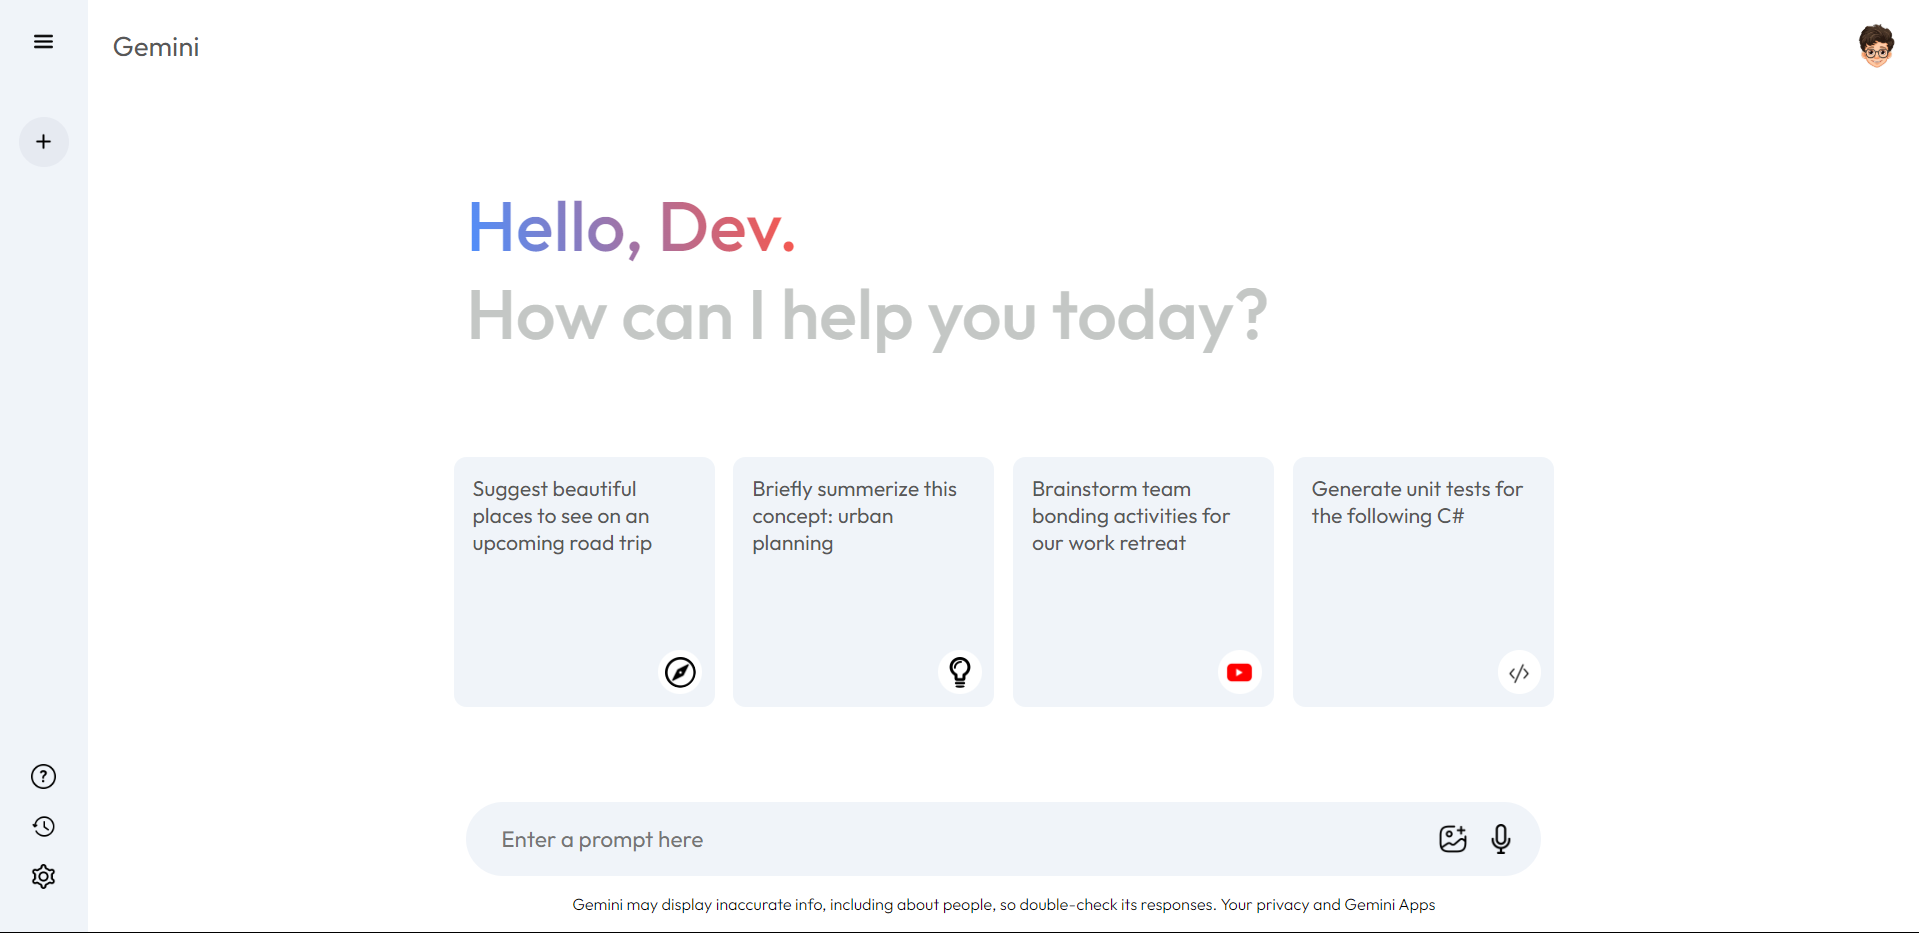 Gemini
Hello, Dev.
How can I help you today?
Suggest beautiful
places to see on an
upcoming road trip
Briefly summerize this
concept: urban
planning
Brainstorm team
bonding activities for
our work retreat
Generate unit tests for
the following C#
Enter a prompt here
Gemini may display inaccurate info, including about people, so double-check its responses. Your privacy and Gemini Apps